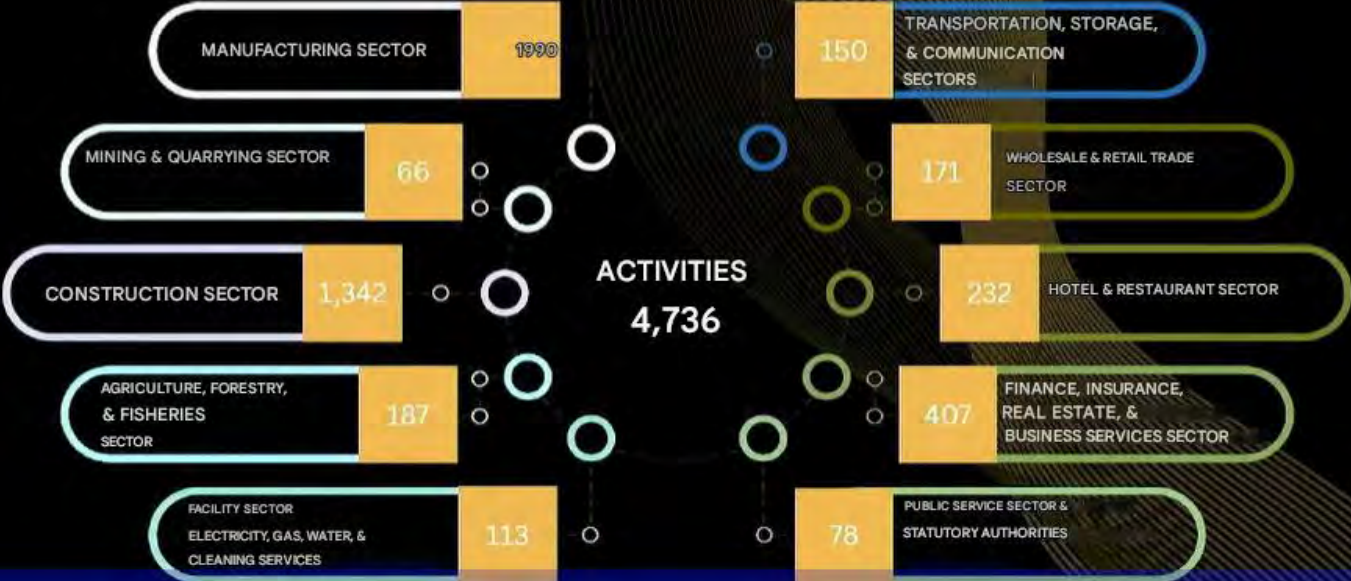 MANUFACTURING SECTOR
1990
MINING & QUARRYING SECTOR
66
CONSTRUCTION SECTOR
1,342
AGRICULTURE, FORESTRY,
& FISHERIES
SECTOR
187
FACILITY SECTOR
ELECTRICITY, GAS, WATER, &
CLEANING SERVICES
113
ACTIVITIES
4,736
150
TRANSPORTATION, STORAGE,
& COMMUNICATION
SECTORS
171
WHOLESALE & RETAIL TRADE
SECTOR
232
HOTEL & RESTAURANT SECTOR
407
FINANCE, INSURANCE,
REAL ESTATE, &
BUSINESS SERVICES SECTOR
78
PUBLIC SERVICE SECTOR &
STATUTORY AUTHORITIES